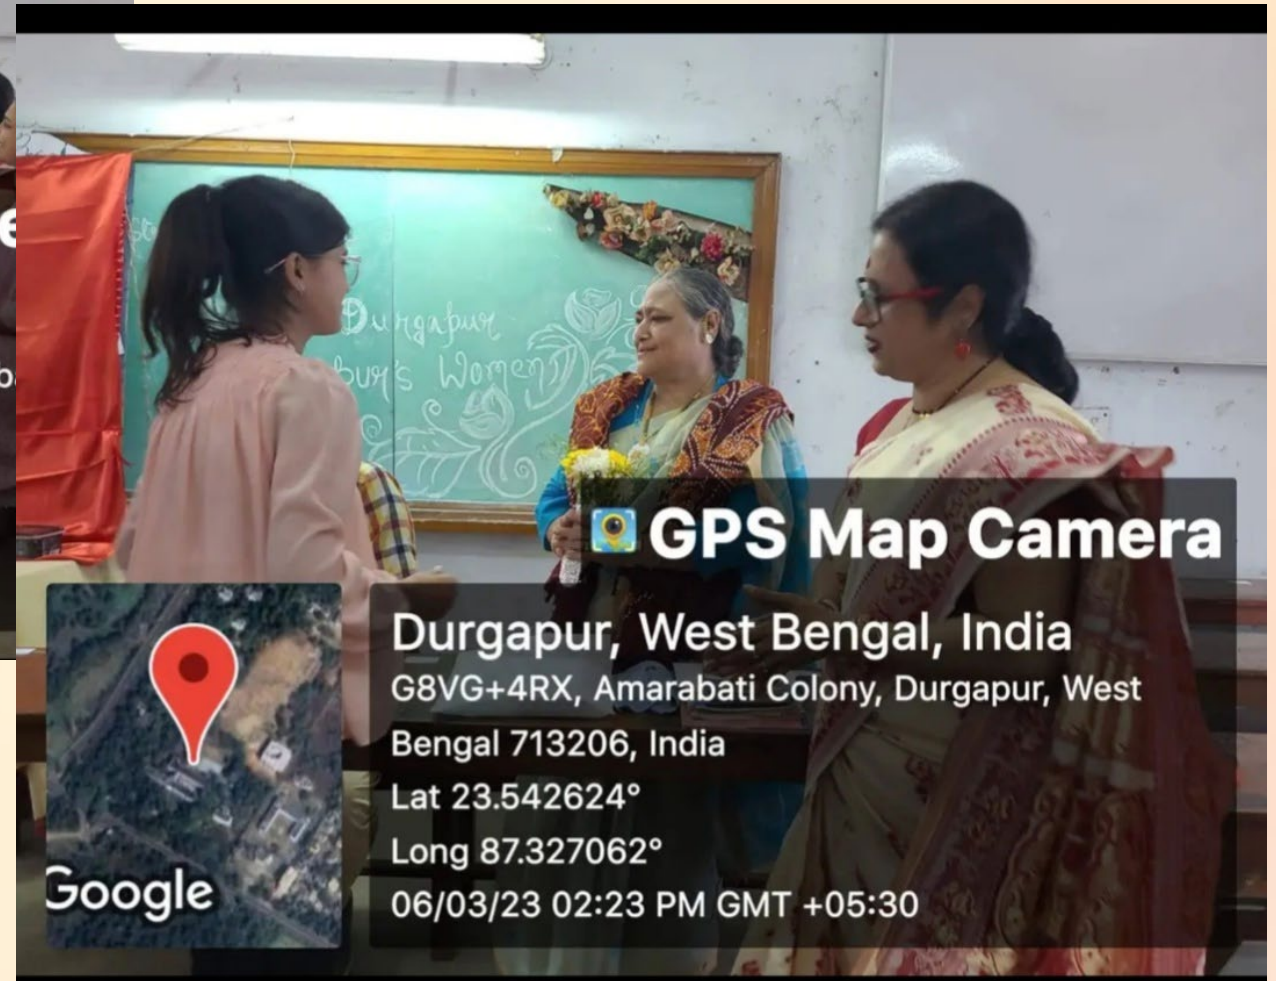 Durgapur
Women
GPS Map Camera
Durgapur, West Bengal, India
G8VG+4RX, Amarabati Colony, Durgapur, West
Bengal 713206, India
Lat 23.542624°
Long 87.327062°
06/03/23 02:23 PM GMT +05:30
Google